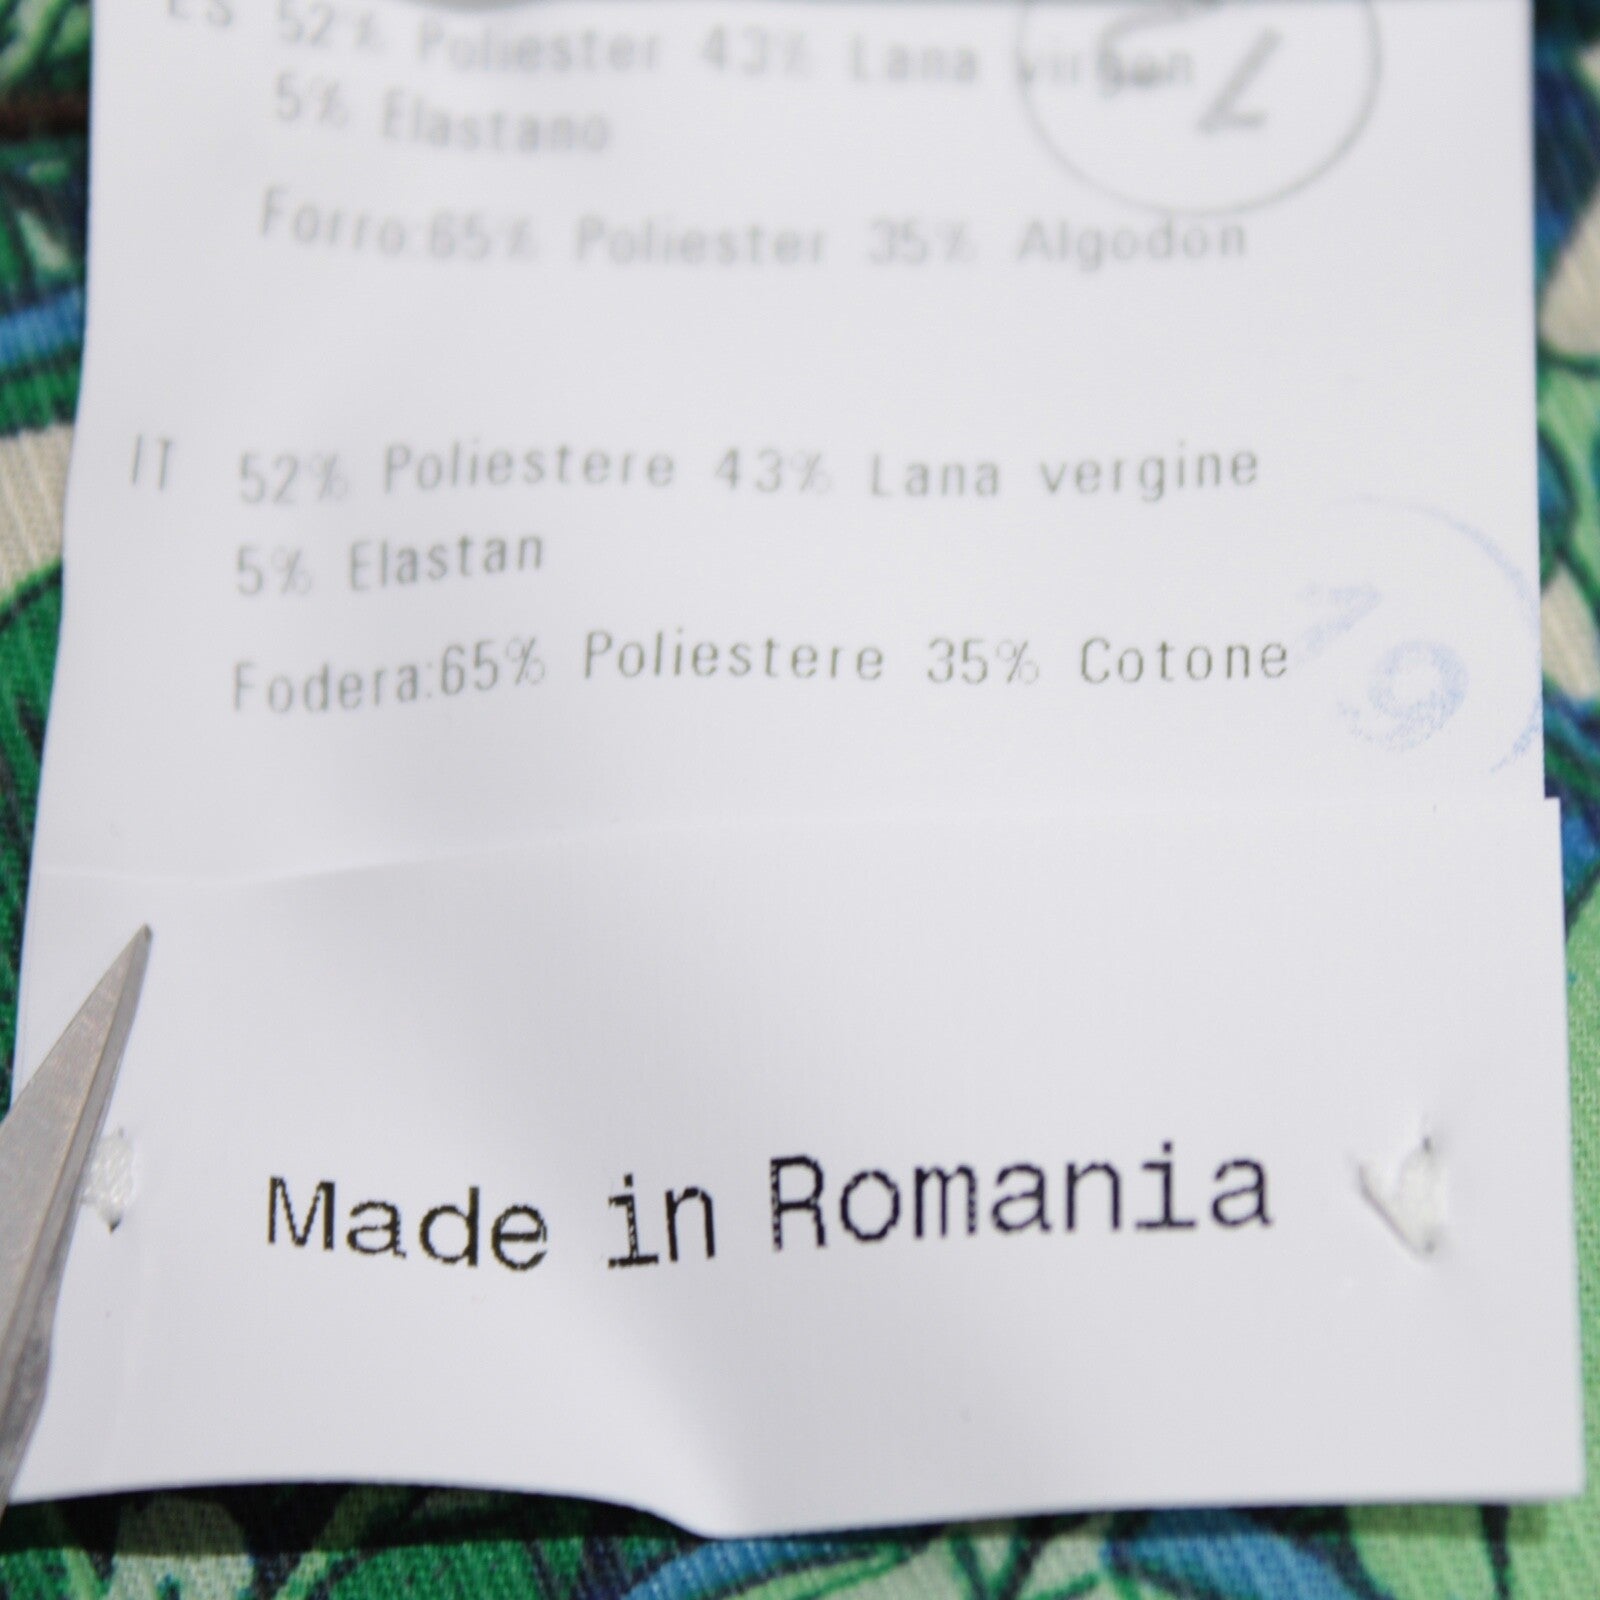 ES 52% Poliester 43% Lana virgen
5% Elastano
Forro:65% Poliester 35% Algodon
IT 52% Poliestere 43% Lana vergine
5% Elastan
Fodera:65% Poliestere 35% Cotone
Made in Romania